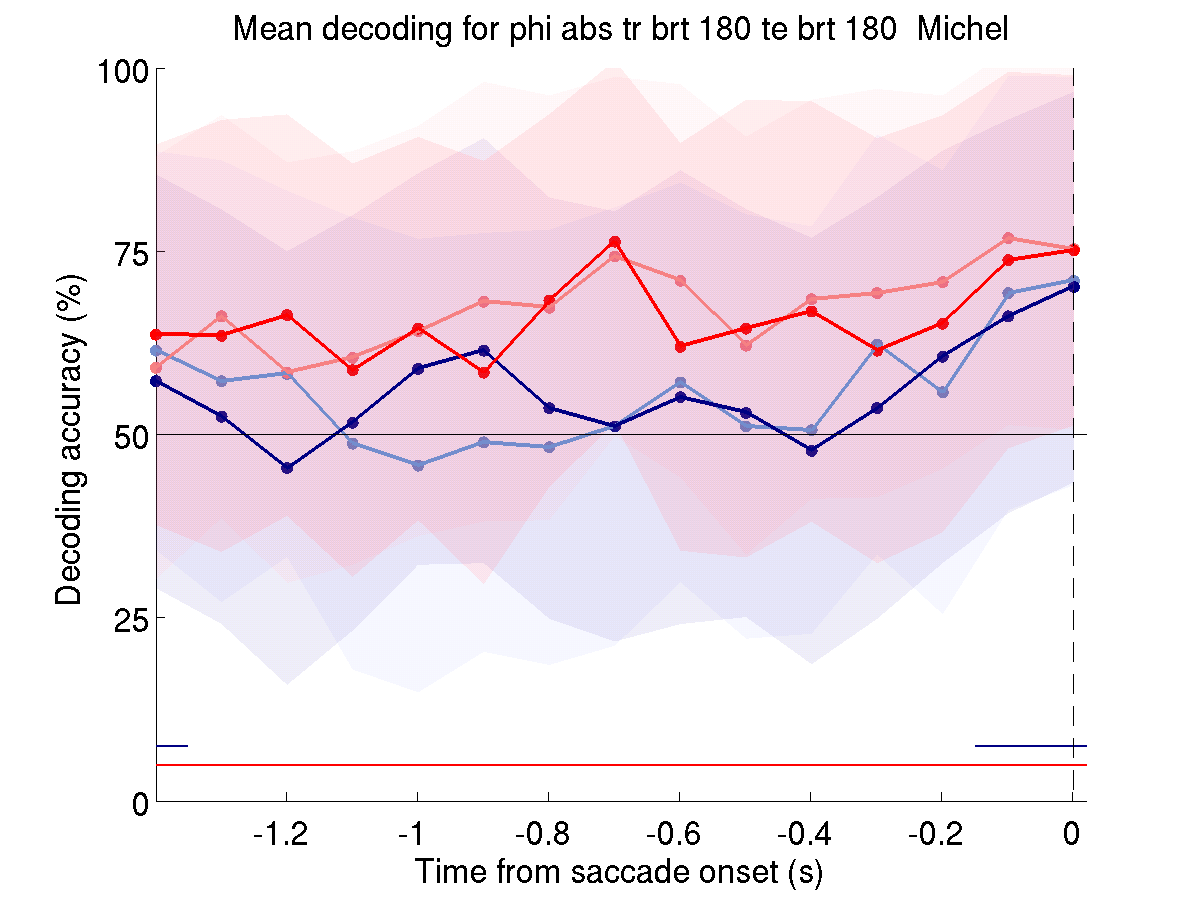 Mean decoding for phi abs tr brt 180 te brt 180  Michel
100
75
50
25
0
Decoding accuracy (%)
-1.2 -1 -0.8 -0.6 -0.4 -0.2 0
Time from saccade onset (s)